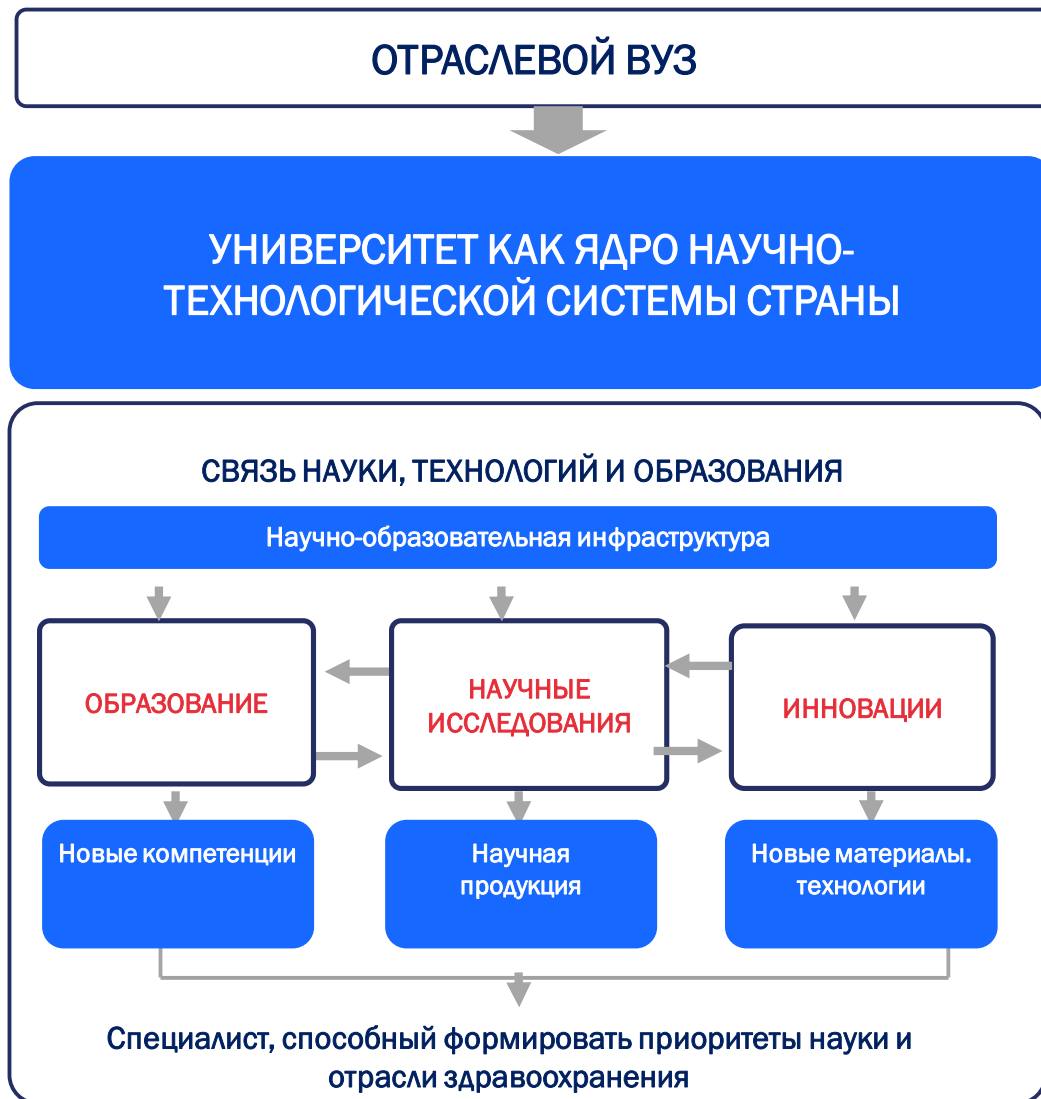 ОТРАСЛЕВОЙ ВУЗ
УНИВЕРСИТЕТ КАК ЯДРО НАУЧНО-
ТЕХНОЛОГИЧЕСКОЙ СИСТЕМЫ СТРАНЫ
СВЯЗЬ НАУКИ, ТЕХНОЛОГИЙ И ОБРАЗОВАНИЯ
Научно-образовательная инфраструктура
ОБРАЗОВАНИЕ
НАУЧНЫЕ
ИССЛЕДОВАНИЯ
ИННОВАЦИИ
Новые компетенции
Научная
продукция
Новые материалы.
технологии
Специалист, способный формировать приоритеты науки и
отрасли здравоохранения